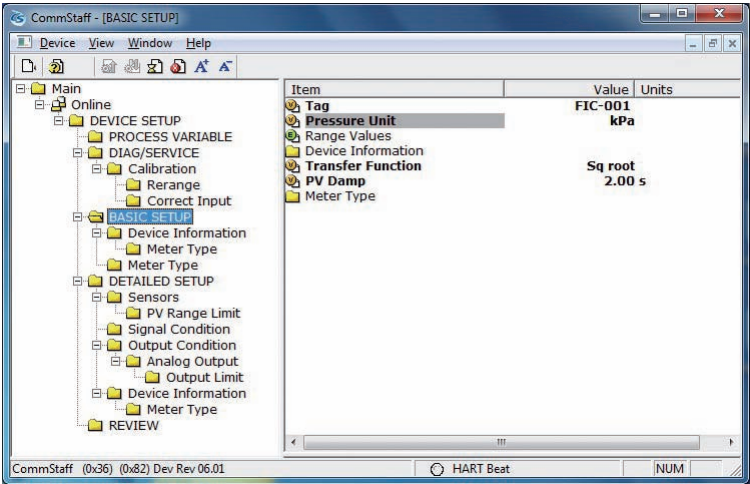 CommStaff - [BASIC SETUP]
Device View Window Help
Main
Online
DEVICE SETUP
PROCESS VARIABLE
DIAG/SERVICE
Calibration
Rerange
Correct Input
BASIC SETUP
Device Information
Meter Type
Meter Type
DETAILED SETUP
Sensors
PV Range Limit
Signal Condition
Output Condition
Analog Output
Output Limit
Device Information
Meter Type
REVIEW
Item Value Units
Tag FIC-001
Pressure Unit kPa
Range Values
Device Information
Transfer Function Sq root
PV Damp 2.00 s
Meter Type
CommStaff (0x36) (0x82) Dev Rev 06.01 HART Beat NUM